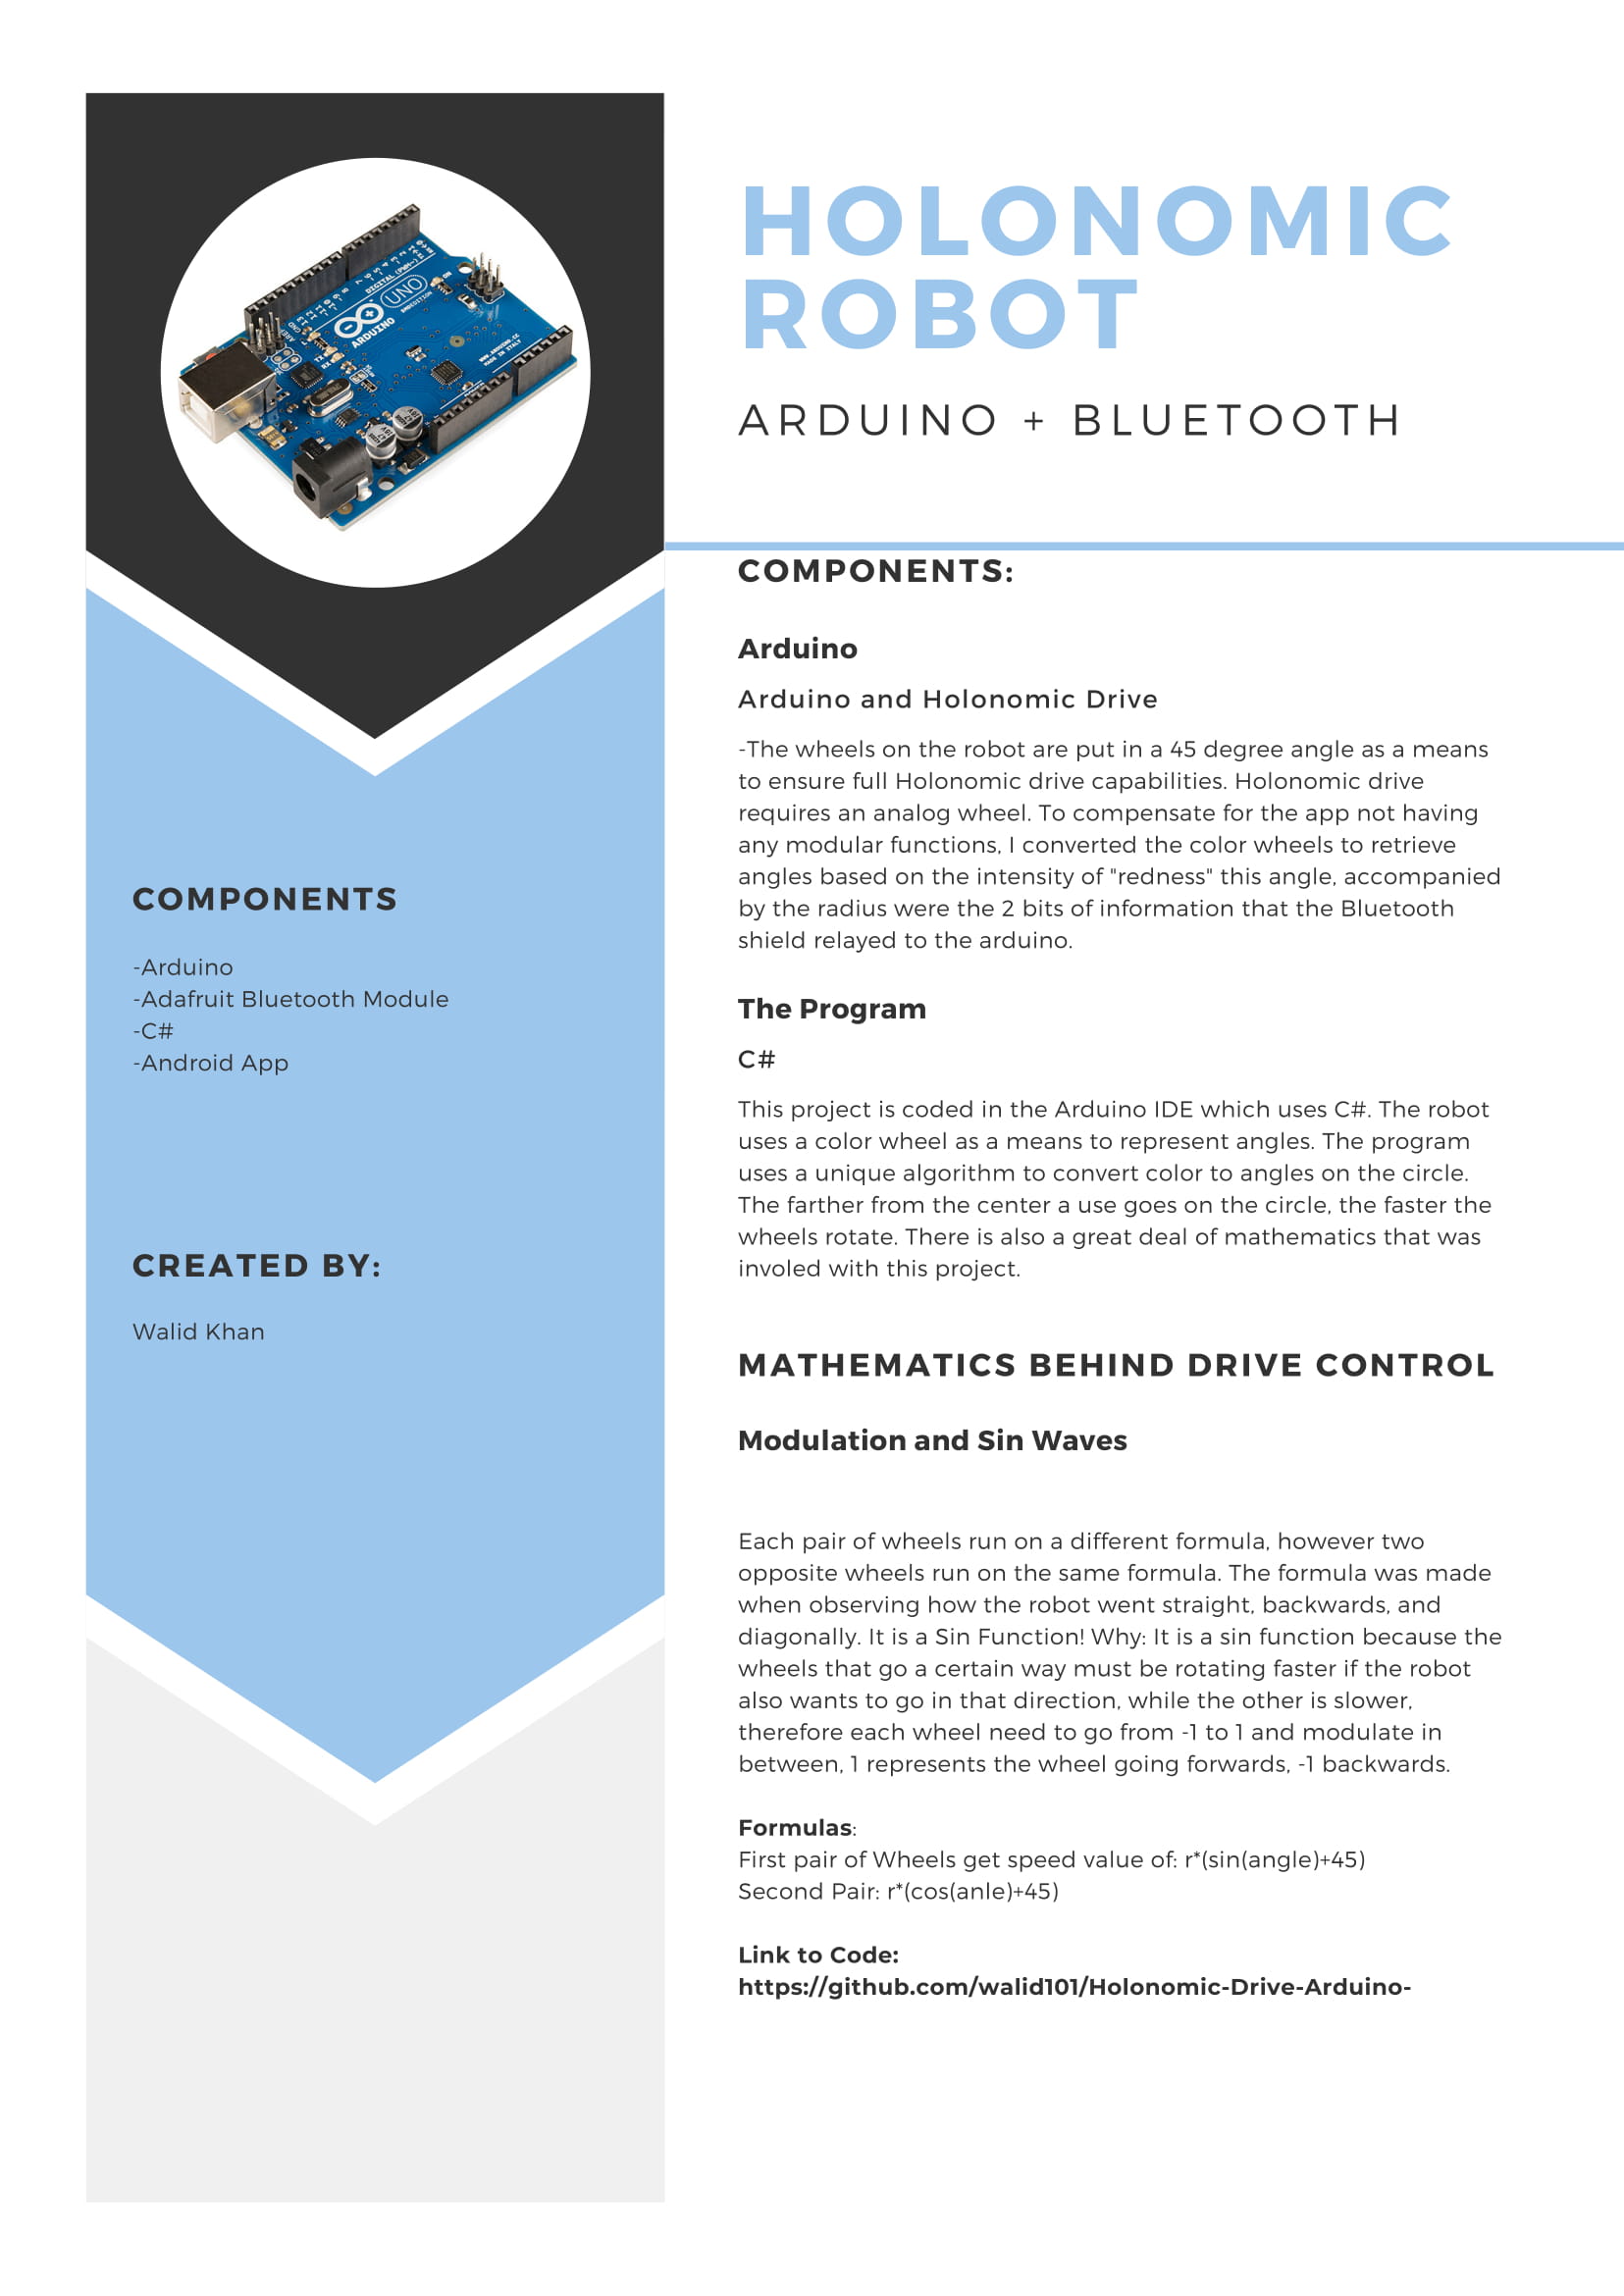 HOLONOMIC
ROBOT
ARDUINO + BLUETOOTH
DIGITAL (PWM~)
UNO
ARDUINO
WWW.ARDUINO.CC
MADE IN ITALY
TX
RX
COMPONENTS
-Arduino
-Adafruit Bluetooth Module
-C#
-Android App
CREATED BY:
Walid Khan
COMPONENTS:
Arduino
Arduino and Holonomic Drive
-The wheels on the robot are put in a 45 degree angle as a means
to ensure full Holonomic drive capabilities. Holonomic drive
requires an analog wheel. To compensate for the app not having
any modular functions, I converted the color wheels to retrieve
angles based on the intensity of "redness" this angle, accompanied
by the radius were the 2 bits of information that the Bluetooth
shield relayed to the arduino.
The Program
C#
This project is coded in the Arduino IDE which uses C#. The robot
uses a color wheel as a means to represent angles. The program
uses a unique algorithm to convert color to angles on the circle.
The farther from the center a use goes on the circle, the faster the
wheels rotate. There is also a great deal of mathematics that was
involed with this project.
MATHEMATICS BEHIND DRIVE CONTROL
Modulation and Sin Waves
Each pair of wheels run on a different formula, however two
opposite wheels run on the same formula. The formula was made
when observing how the robot went straight, backwards, and
diagonally. It is a Sin Function! Why: It is a sin function because the
wheels that go a certain way must be rotating faster if the robot
also wants to go in that direction, while the other is slower,
therefore each wheel need to go from -1 to 1 and modulate in
between, 1 represents the wheel going forwards, -1 backwards.
Formulas:
First pair of Wheels get speed value of: r*(sin(angle)+45)
Second Pair: r*(cos(anle)+45)
Link to Code:
https://github.com/walid101/Holonomic-Drive-Arduino-